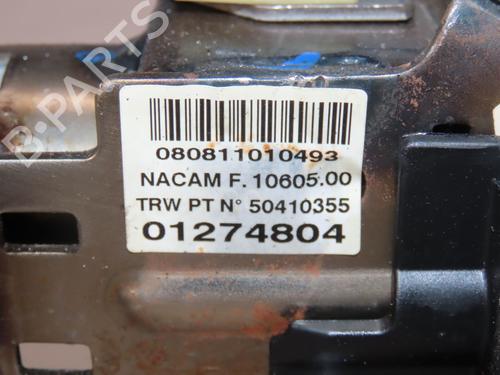 B-PARTS
080811010493
NACAM F. 10605.00
TRW PT N° 50410355
01274804